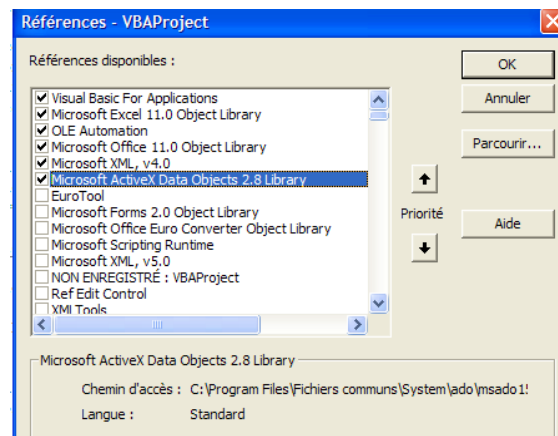 Références - VBAProject
Références disponibles :
OK
Annuler
Parcourir...
Aide
Visual Basic For Applications
Microsoft Excel 11.0 Object Library
OLE Automation
Microsoft Office 11.0 Object Library
Microsoft XML, v4.0
Microsoft ActiveX Data Objects 2.8 Library
EuroTool
Microsoft Forms 2.0 Object Library
Microsoft Office Euro Converter Object Library
Microsoft Scripting Runtime
Microsoft XML, v5.0
NON ENREGISTRÉ : VBAProject
Ref Edit Control
XMLTools
Priorité
Microsoft ActiveX Data Objects 2.8 Library
Chemin d'accès : C:\Program Files\Fichiers communs\System\ado\msado1!
Langue : Standard